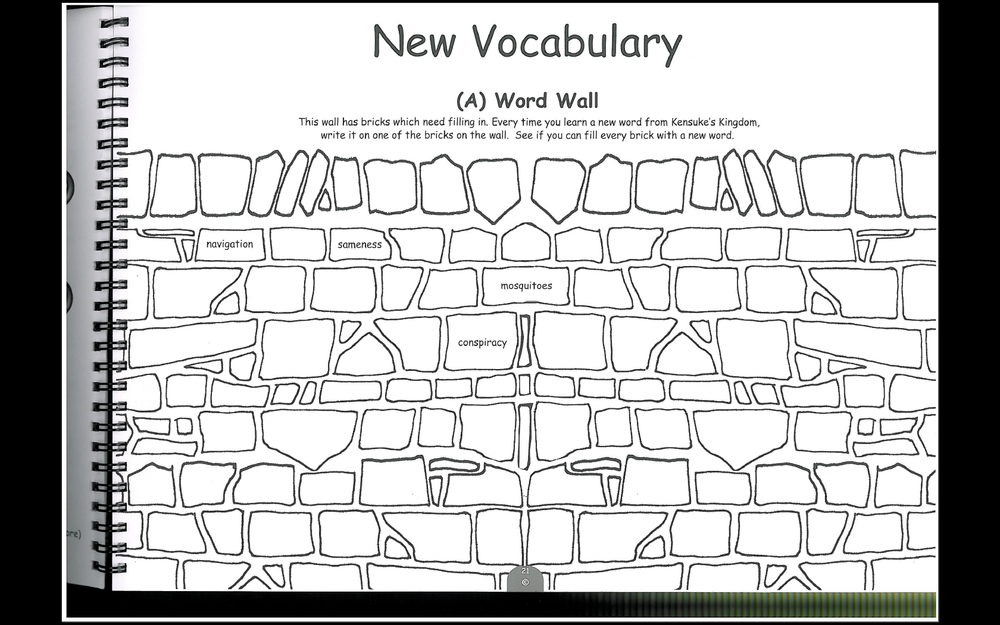 New Vocabulary
(A) Word Wall
This wall has bricks which need filling in. Every time you learn a new word from Kensuke's Kingdom,
write it on one of the bricks on the wall. See if you can fill every brick with a new word.
navigation
sameness
mosquitoes
conspiracy
ore)
21
©